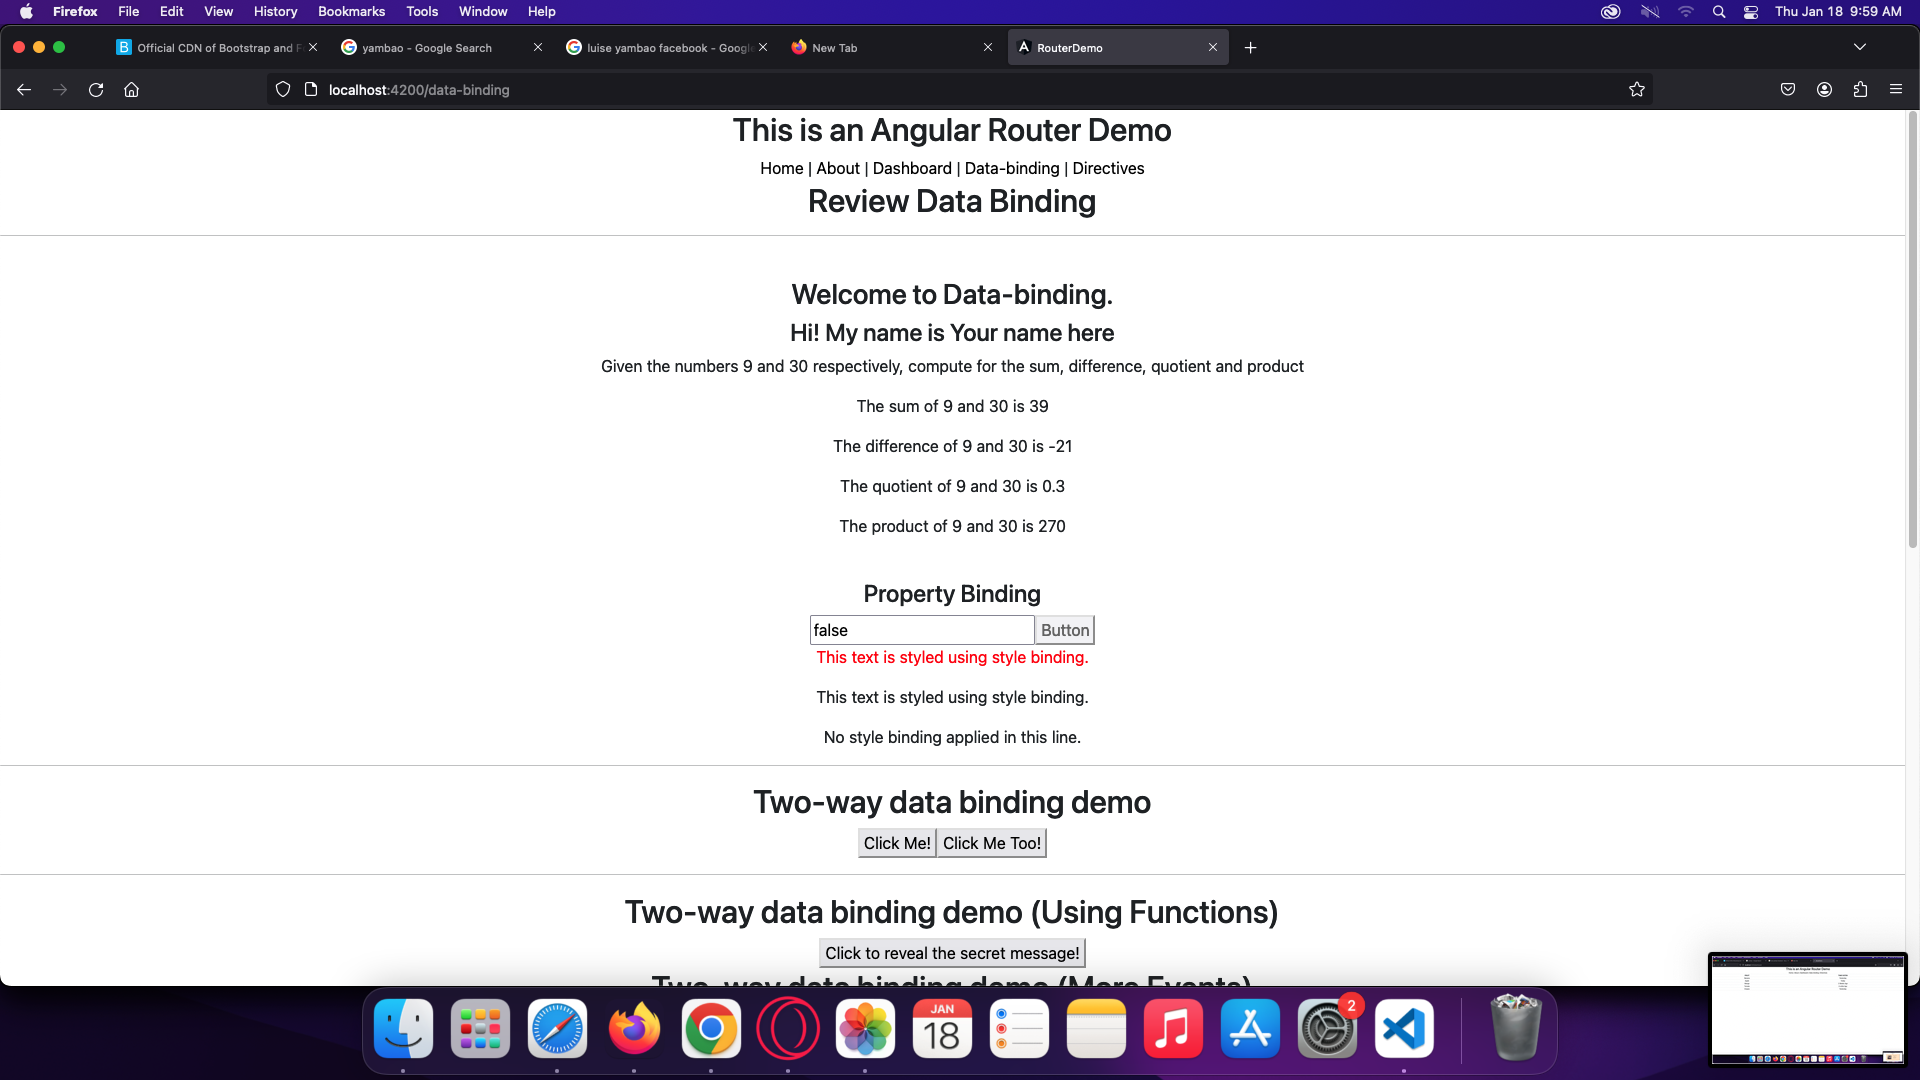 Firefox File Edit View History Bookmarks Tools Window Help Thu Jan 18 9:59 AM
Official CDN of Bootstrap and F yambao - Google Search luise yambao facebook - Googl New Tab RouterDemo
localhost:4200/data-binding
This is an Angular Router Demo
Home | About | Dashboard | Data-binding | Directives
Review Data Binding
Welcome to Data-binding.
Hi! My name is Your name here
Given the numbers 9 and 30 respectively, compute for the sum, difference, quotient and product
The sum of 9 and 30 is 39
The difference of 9 and 30 is -21
The quotient of 9 and 30 is 0.3
The product of 9 and 30 is 270
Property Binding
false Button
This text is styled using style binding.
This text is styled using style binding.
No style binding applied in this line.
Two-way data binding demo
Click Me! Click Me Too!
Two-way data binding demo (Using Functions)
Click to reveal the secret message!
Two-way data binding demo (More Events)
JAN
18
2